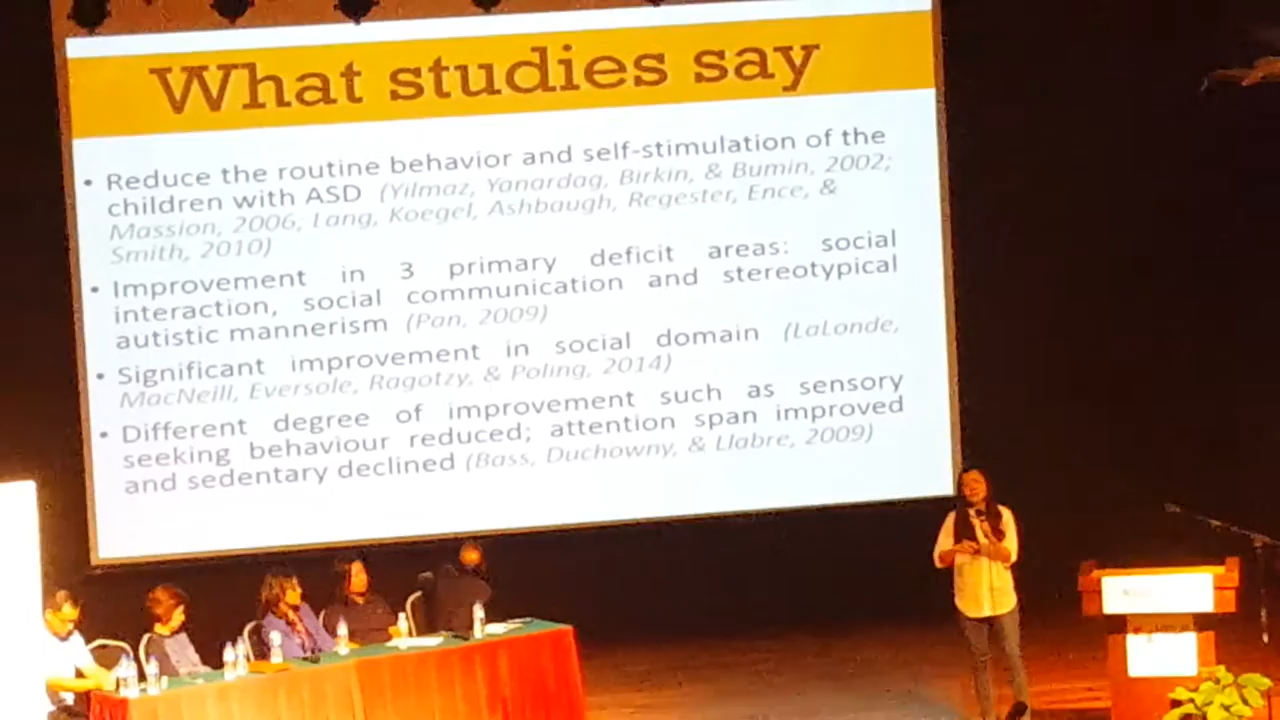 What studies say
• Reduce the routine behavior and self-stimulation of the
children with ASD (Yilmaz, Yanardag, Birkin, & Bumin, 2002;
Massion, 2006; Lang, Koegel, Ashbaugh, Regester, Ence, &
Smith, 2010)
• Improvement in 3 primary deficit areas: social
interaction, social communication and stereotypical
autistic mannerism (Pan, 2009)
• Significant improvement in social domain (LaLonde,
MacNeill, Eversole, Ragotzy, & Poling, 2014)
• Different degree of improvement such as sensory
seeking behaviour reduced; attention span improved
and sedentary declined (Bass, Duchowny, & Llabre, 2009)